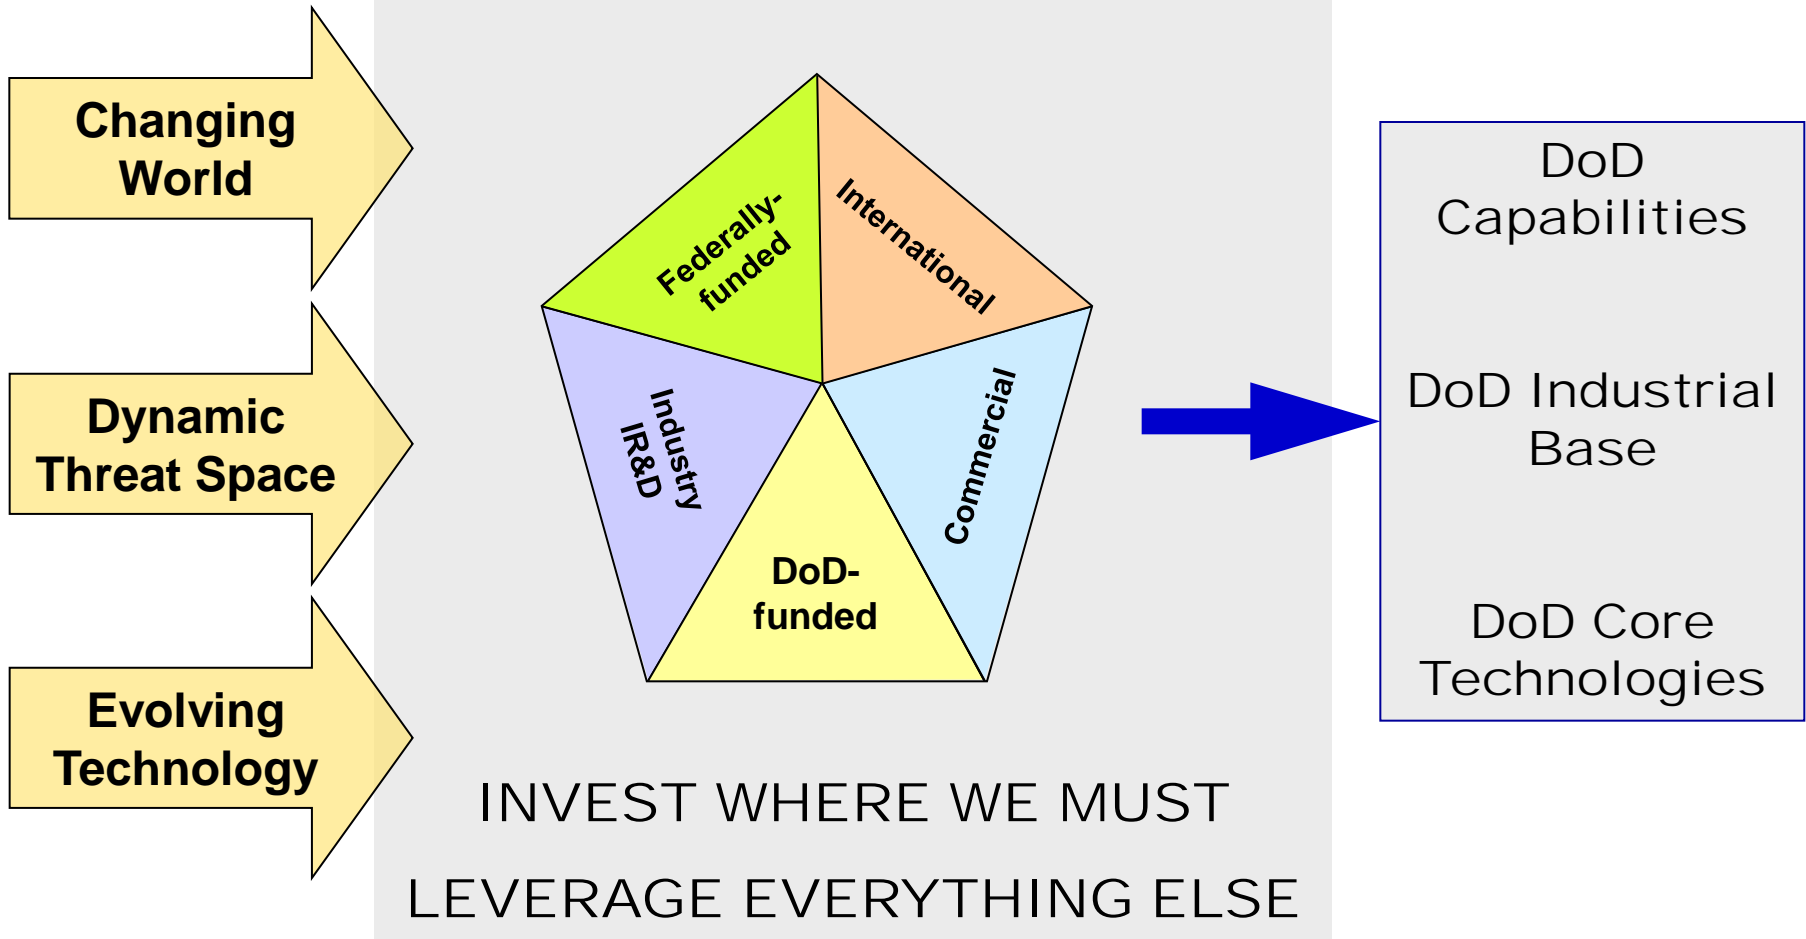 Changing
World
Dynamic
Threat Space
Evolving
Technology
Federally-
funded
International
Industry
IR&D
Commercial
DoD-
funded
INVEST WHERE WE MUST
LEVERAGE EVERYTHING ELSE
DoD
Capabilities
DoD Industrial
Base
DoD Core
Technologies